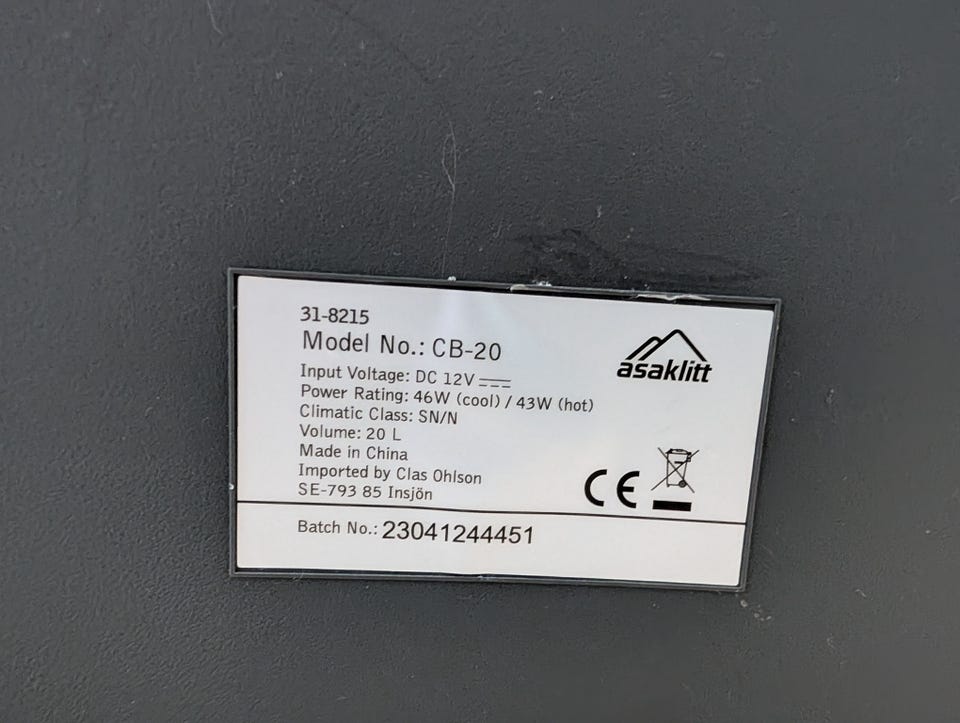 31-8215
Model No.: CB-20
Input Voltage: DC 12V
Power Rating: 46W (cool) / 43W (hot)
Climatic Class: SN/N
Volume: 20 L
Made in China
Imported by Clas Ohlson
SE-793 85 Insjön
asaklitt
CE
Batch No.: 23041244451